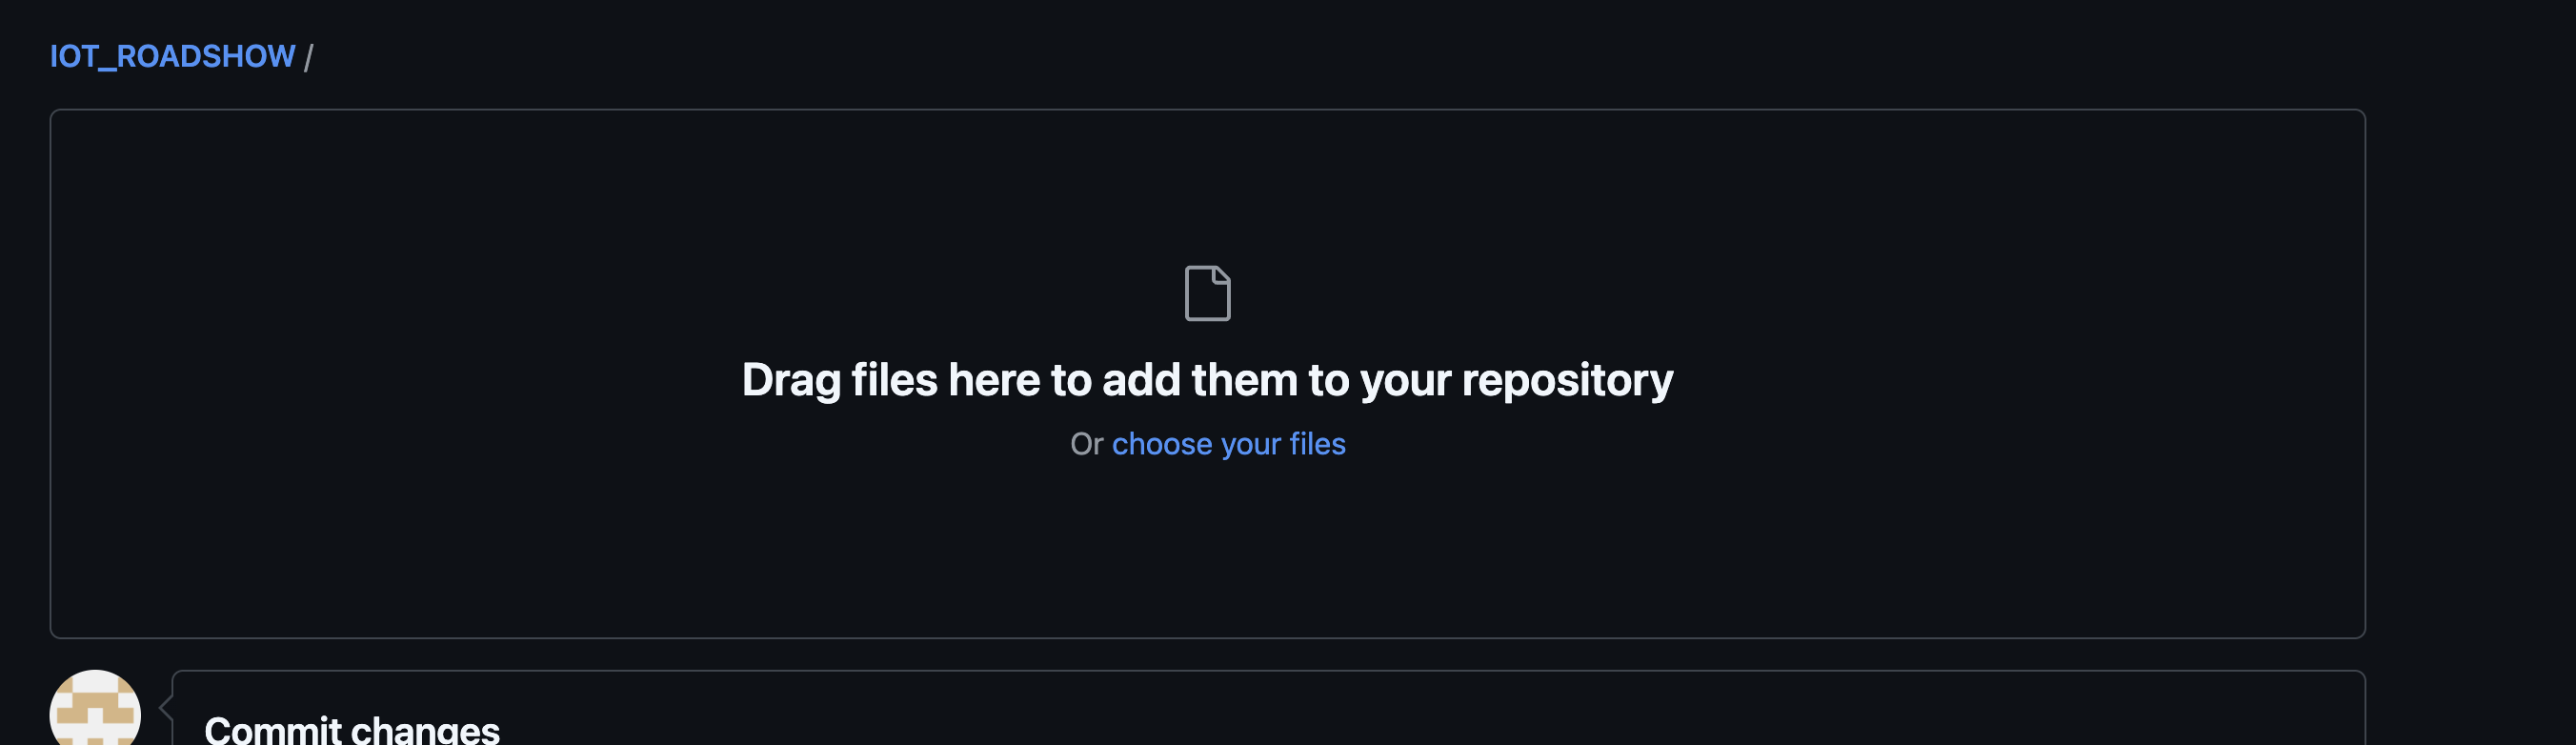 IOT_ROADSHOW /
Drag files here to add them to your repository
Or choose your files
Commit changes